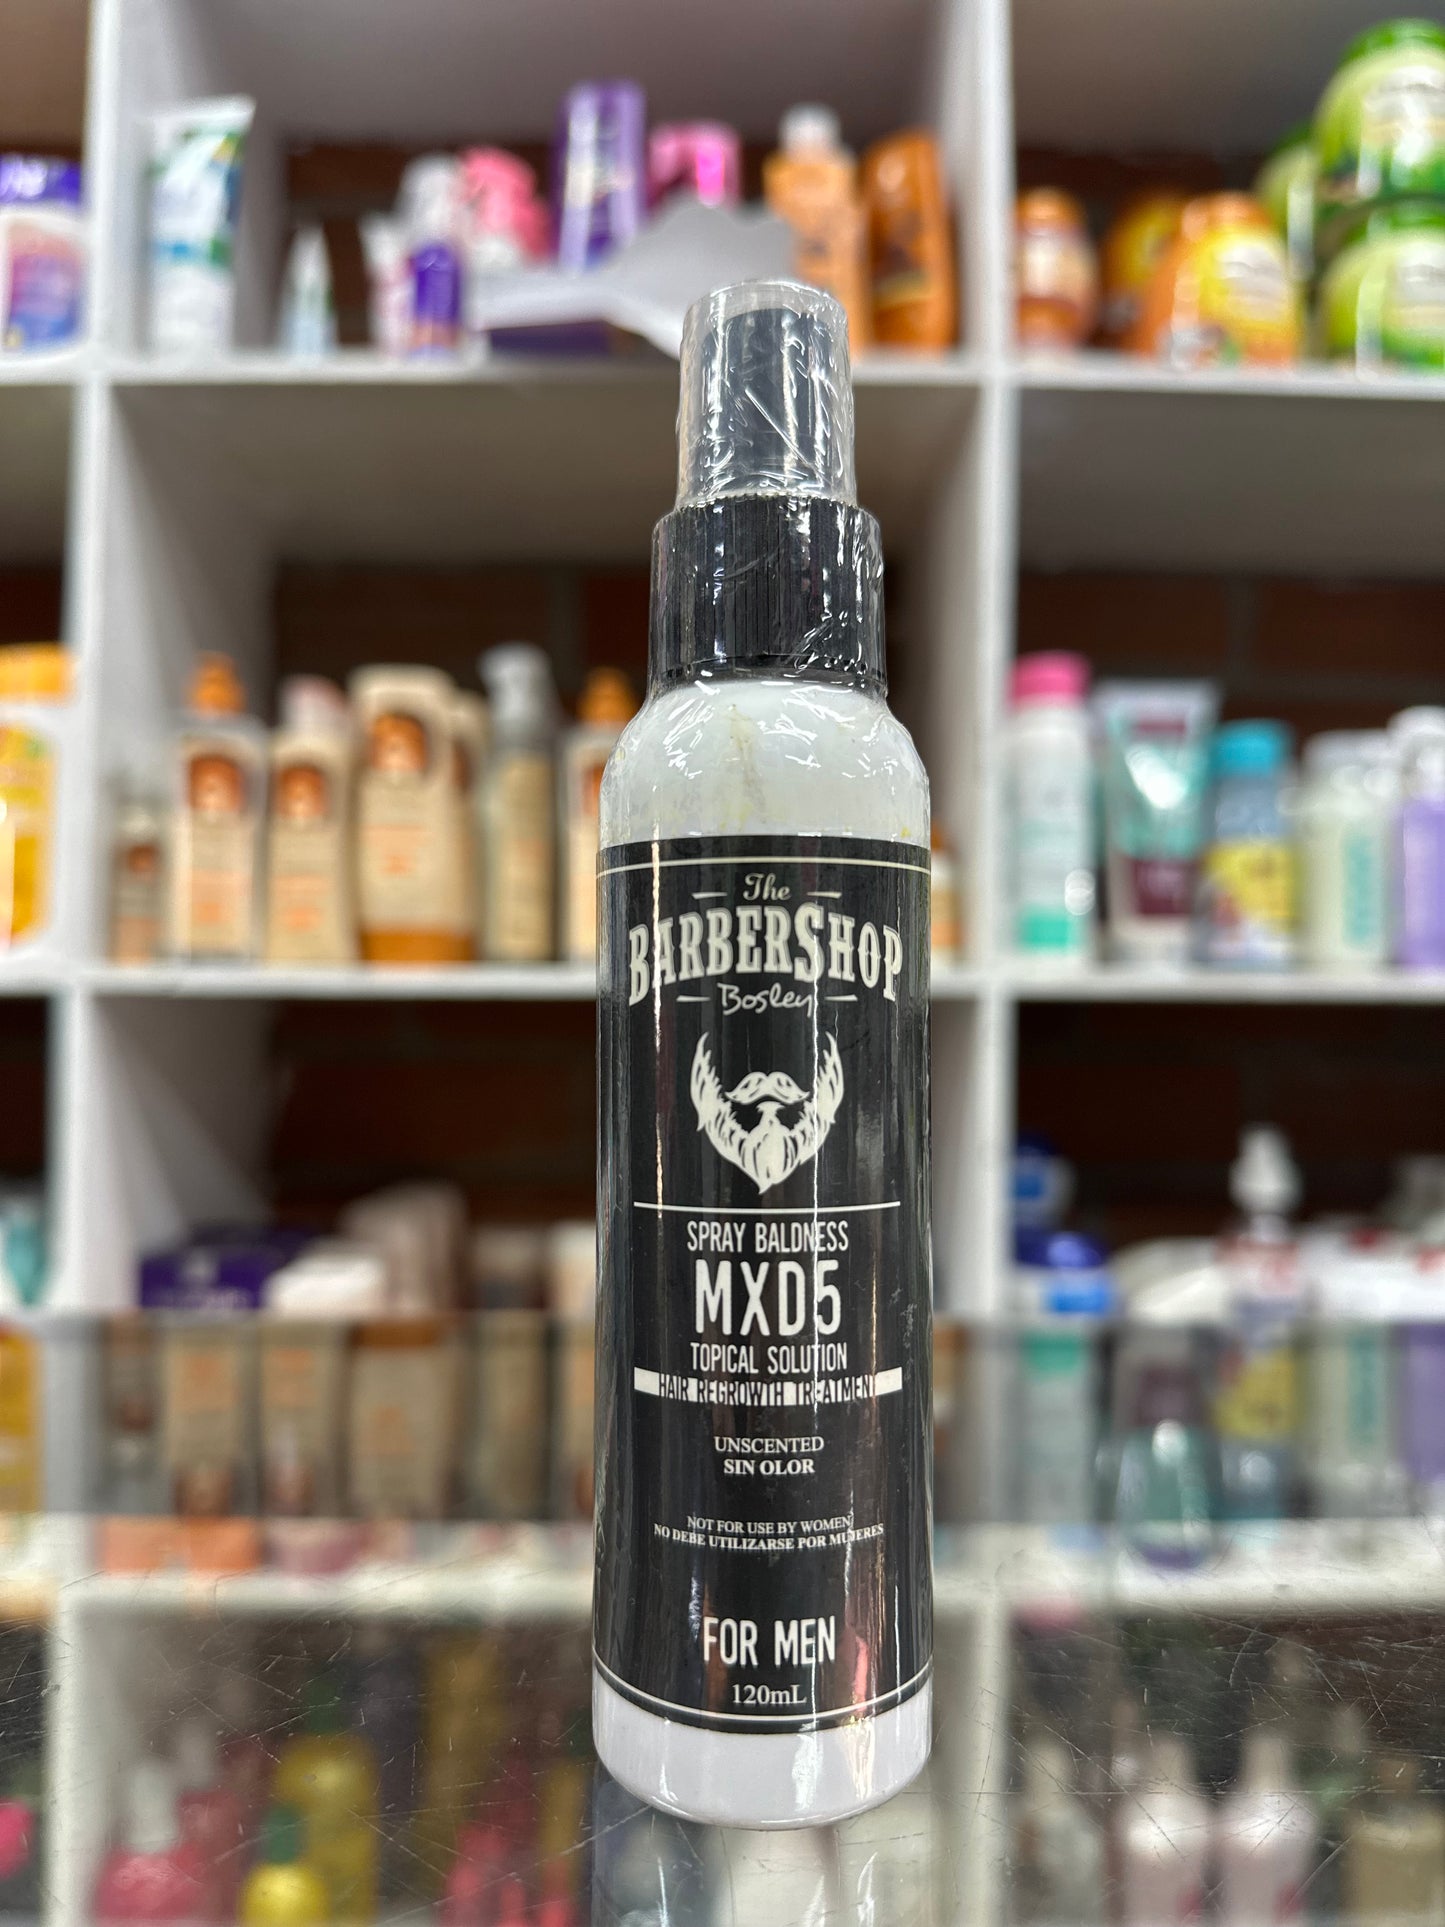 The
BARBERSHOP
Bosley
SPRAY BALDNESS
MXD5
TOPICAL SOLUTION
HAIR REGROWTH TREATMENT
UNSCENTED
SIN OLOR
NOT FOR USE BY WOMEN
NO DEBE UTILIZARSE POR MUJERES
FOR MEN
120mL